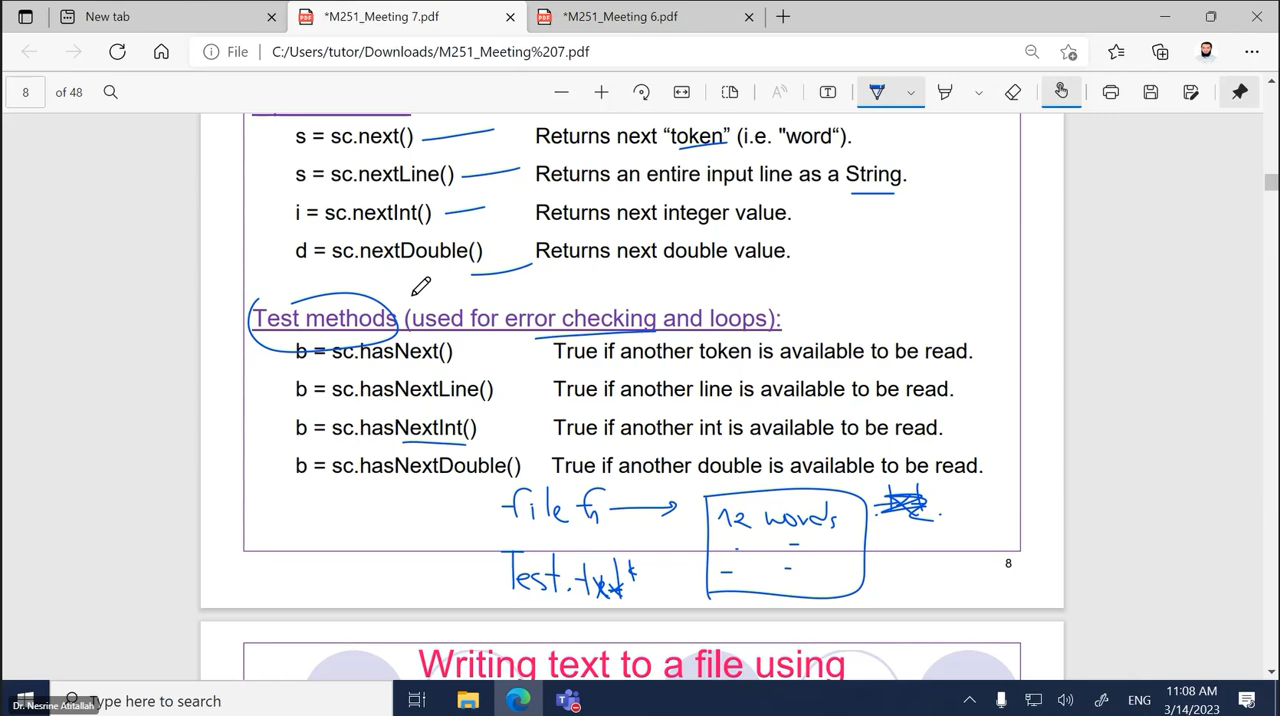 New tab
*M251_Meeting 7.pdf
*M251_Meeting 6.pdf
File
C:/Users/tutor/Downloads/M251_Meeting%207.pdf
8 of 48
s = sc.next() Returns next “token” (i.e. "word“).
s = sc.nextLine() Returns an entire input line as a String.
i = sc.nextInt() Returns next integer value.
d = sc.nextDouble() Returns next double value.
Test methods (used for error checking and loops):
b = sc.hasNext() True if another token is available to be read.
b = sc.hasNextLine() True if another line is available to be read.
b = sc.hasNextInt() True if another int is available to be read.
b = sc.hasNextDouble() True if another double is available to be read.
file
12 words
Test.txt
8
Writing text to a file using
Type here to search
Dr. Nesrine Atitallah
ENG
11:08 AM
3/14/2023